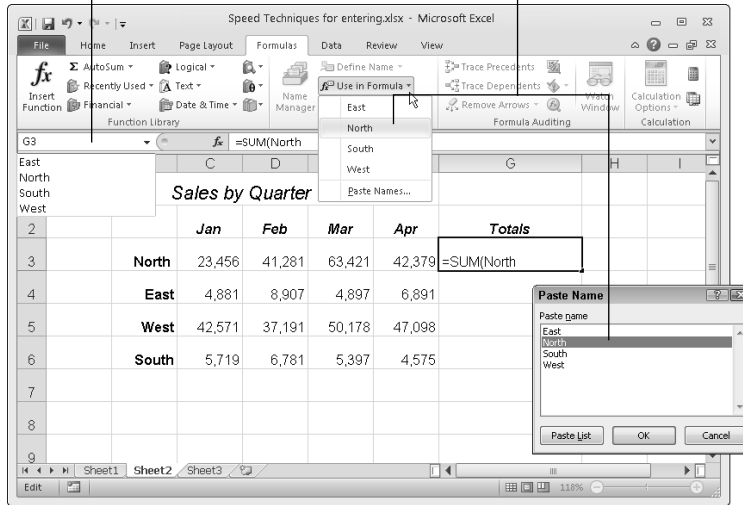 Speed Techniques for entering.xlsx - Microsoft Excel
File Home Insert Page Layout Formulas Data Review View
Σ AutoSum Logical Define Name Trace Precedents
fx Recently Used Text Use in Formula Trace Dependents
Insert Function Financial Date & Time Name Manager Remove Arrows Watch Window Calculation Options
Function Library Formula Auditing Calculation
East
North
South
West
Paste Names...
G3 fx =SUM(North
East
North
South
West
C D G H I
Sales by Quarter
2 Jan Feb Mar Apr Totals
3 North 23,456 41,281 63,421 42,379 =SUM(North
4 East 4,881 8,907 4,897 6,891
5 West 42,571 37,191 50,178 47,098
6 South 5,719 6,781 5,397 4,575
7
8
9
Paste Name
Paste name
East
North
South
West
Paste List OK Cancel
Sheet1 Sheet2 Sheet3
Edit 118%